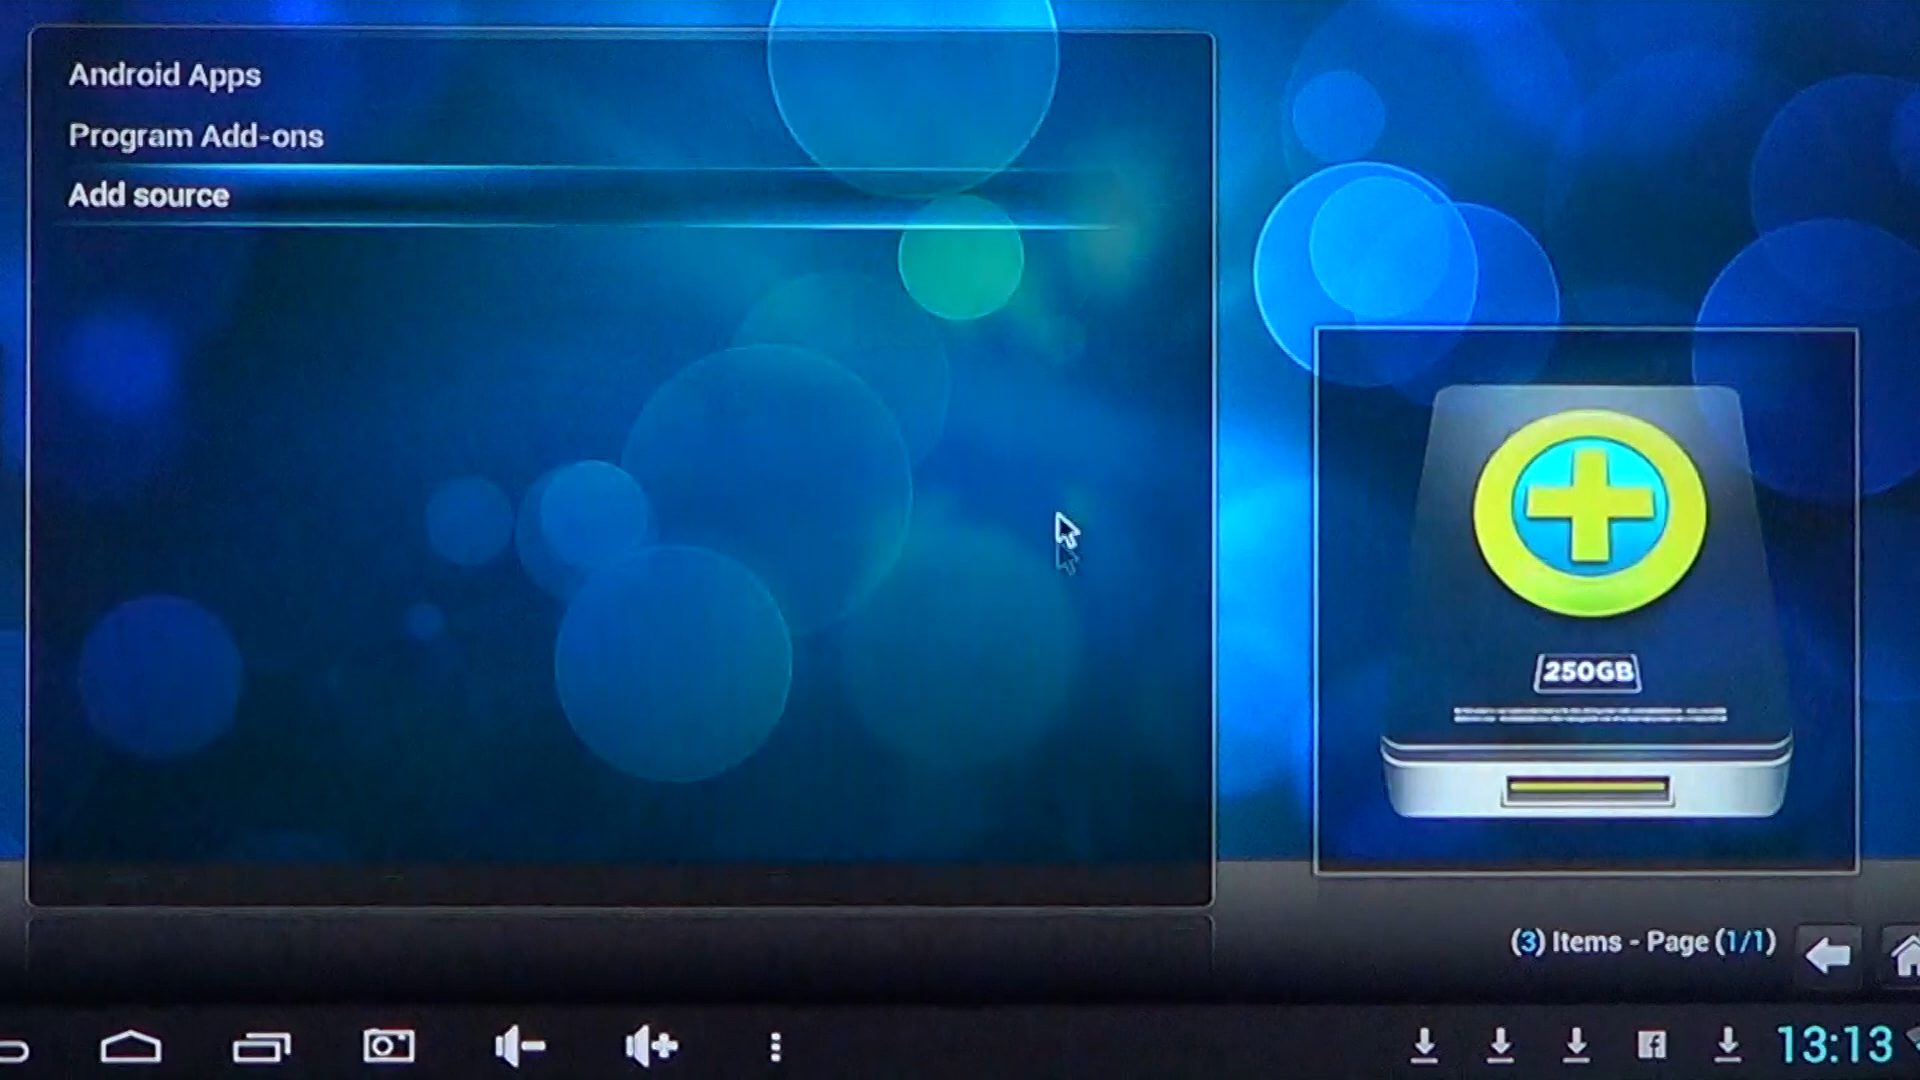 Android Apps
Program Add-ons
Add source
250GB
(3) Items - Page (1/1)
13:13